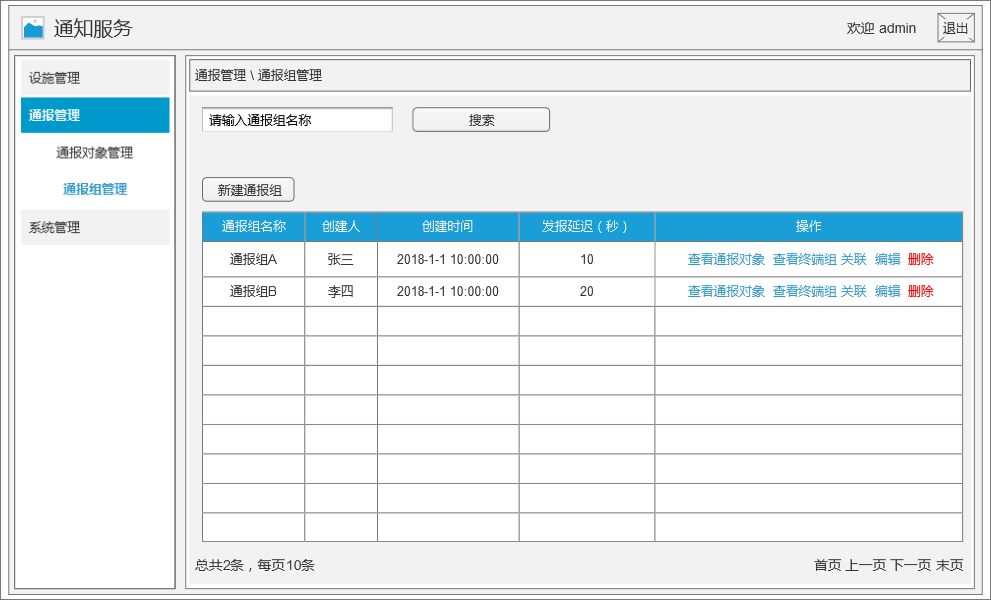 通知服务
欢迎 admin
退出
设施管理
通报管理
通报对象管理
通报组管理
系统管理
通报管理 \ 通报组管理
请输入通报组名称
搜索
新建通报组
通报组名称 创建人 创建时间 发报延迟（秒） 操作
通报组A 张三 2018-1-1 10:00:00 10 查看通报对象 查看终端组 关联 编辑 删除
通报组B 李四 2018-1-1 10:00:00 20 查看通报对象 查看终端组 关联 编辑 删除
总共2条，每页10条
首页 上一页 下一页 末页